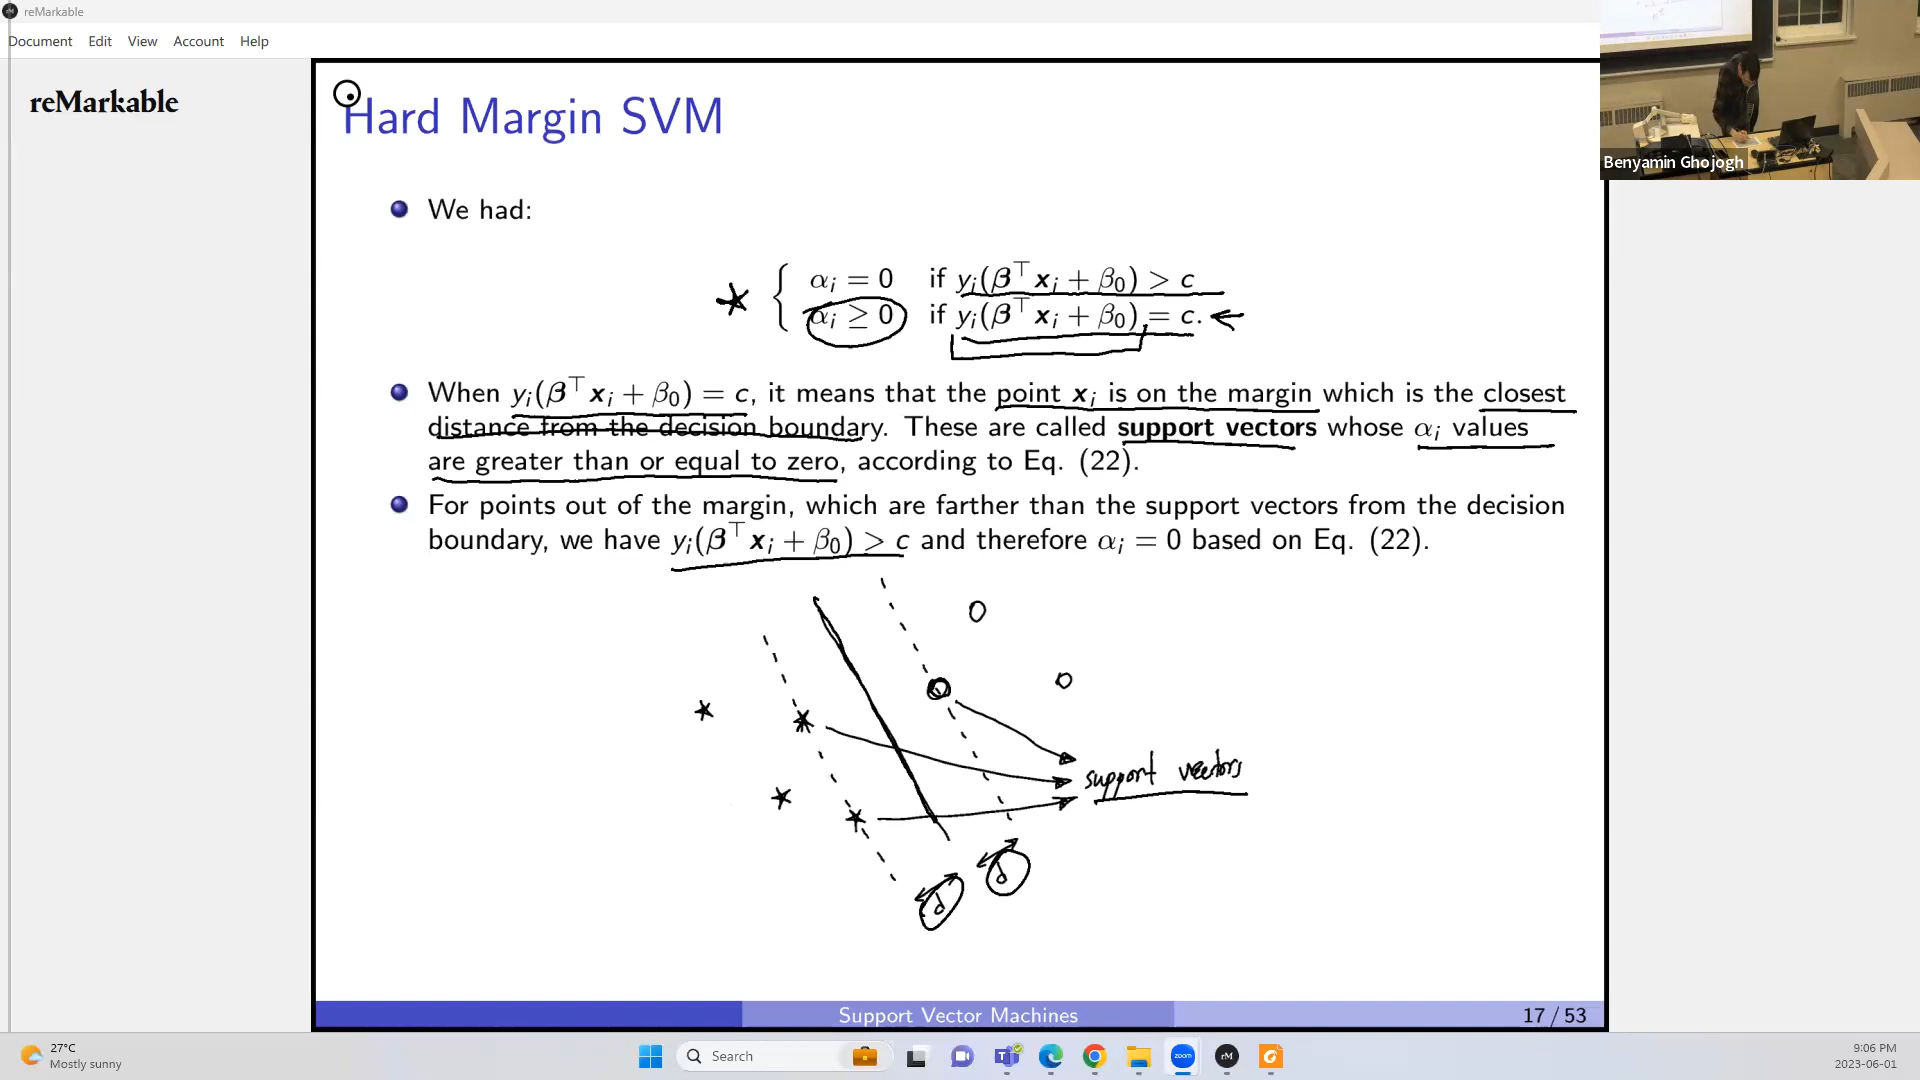 reMarkable
Document Edit View Account Help
reMarkable
Hard Margin SVM
Benyamin Ghojogh
We had:
αᵢ = 0 if yᵢ(β⊤xᵢ + β₀) > c
αᵢ ≥ 0 if yᵢ(β⊤xᵢ + β₀) = c.
When yᵢ(β⊤xᵢ + β₀) = c, it means that the point xᵢ is on the margin which is the closest
distance from the decision boundary. These are called support vectors whose αᵢ values
are greater than or equal to zero, according to Eq. (22).
For points out of the margin, which are farther than the support vectors from the decision
boundary, we have yᵢ(β⊤xᵢ + β₀) > c and therefore αᵢ = 0 based on Eq. (22).
support vectors
d
d
Support Vector Machines 17 / 53
27°C
Mostly sunny
Search
9:06 PM
2023-06-01